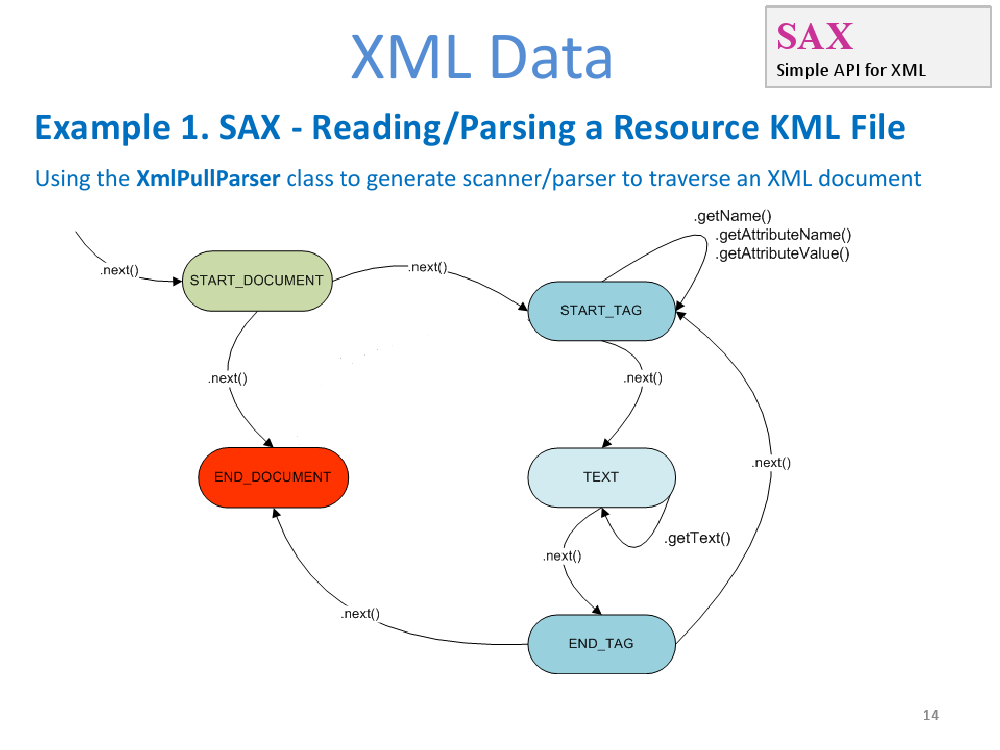 XML Data
SAX
Simple API for XML
Example 1. SAX - Reading/Parsing a Resource KML File
Using the XmlPullParser class to generate scanner/parser to traverse an XML document
.getName()
.getAttributeName()
.getAttributeValue()
.next()
START_DOCUMENT
.next()
START_TAG
.next()
.next()
END_DOCUMENT
TEXT
.next()
.getText()
.next()
.next()
END_TAG
14